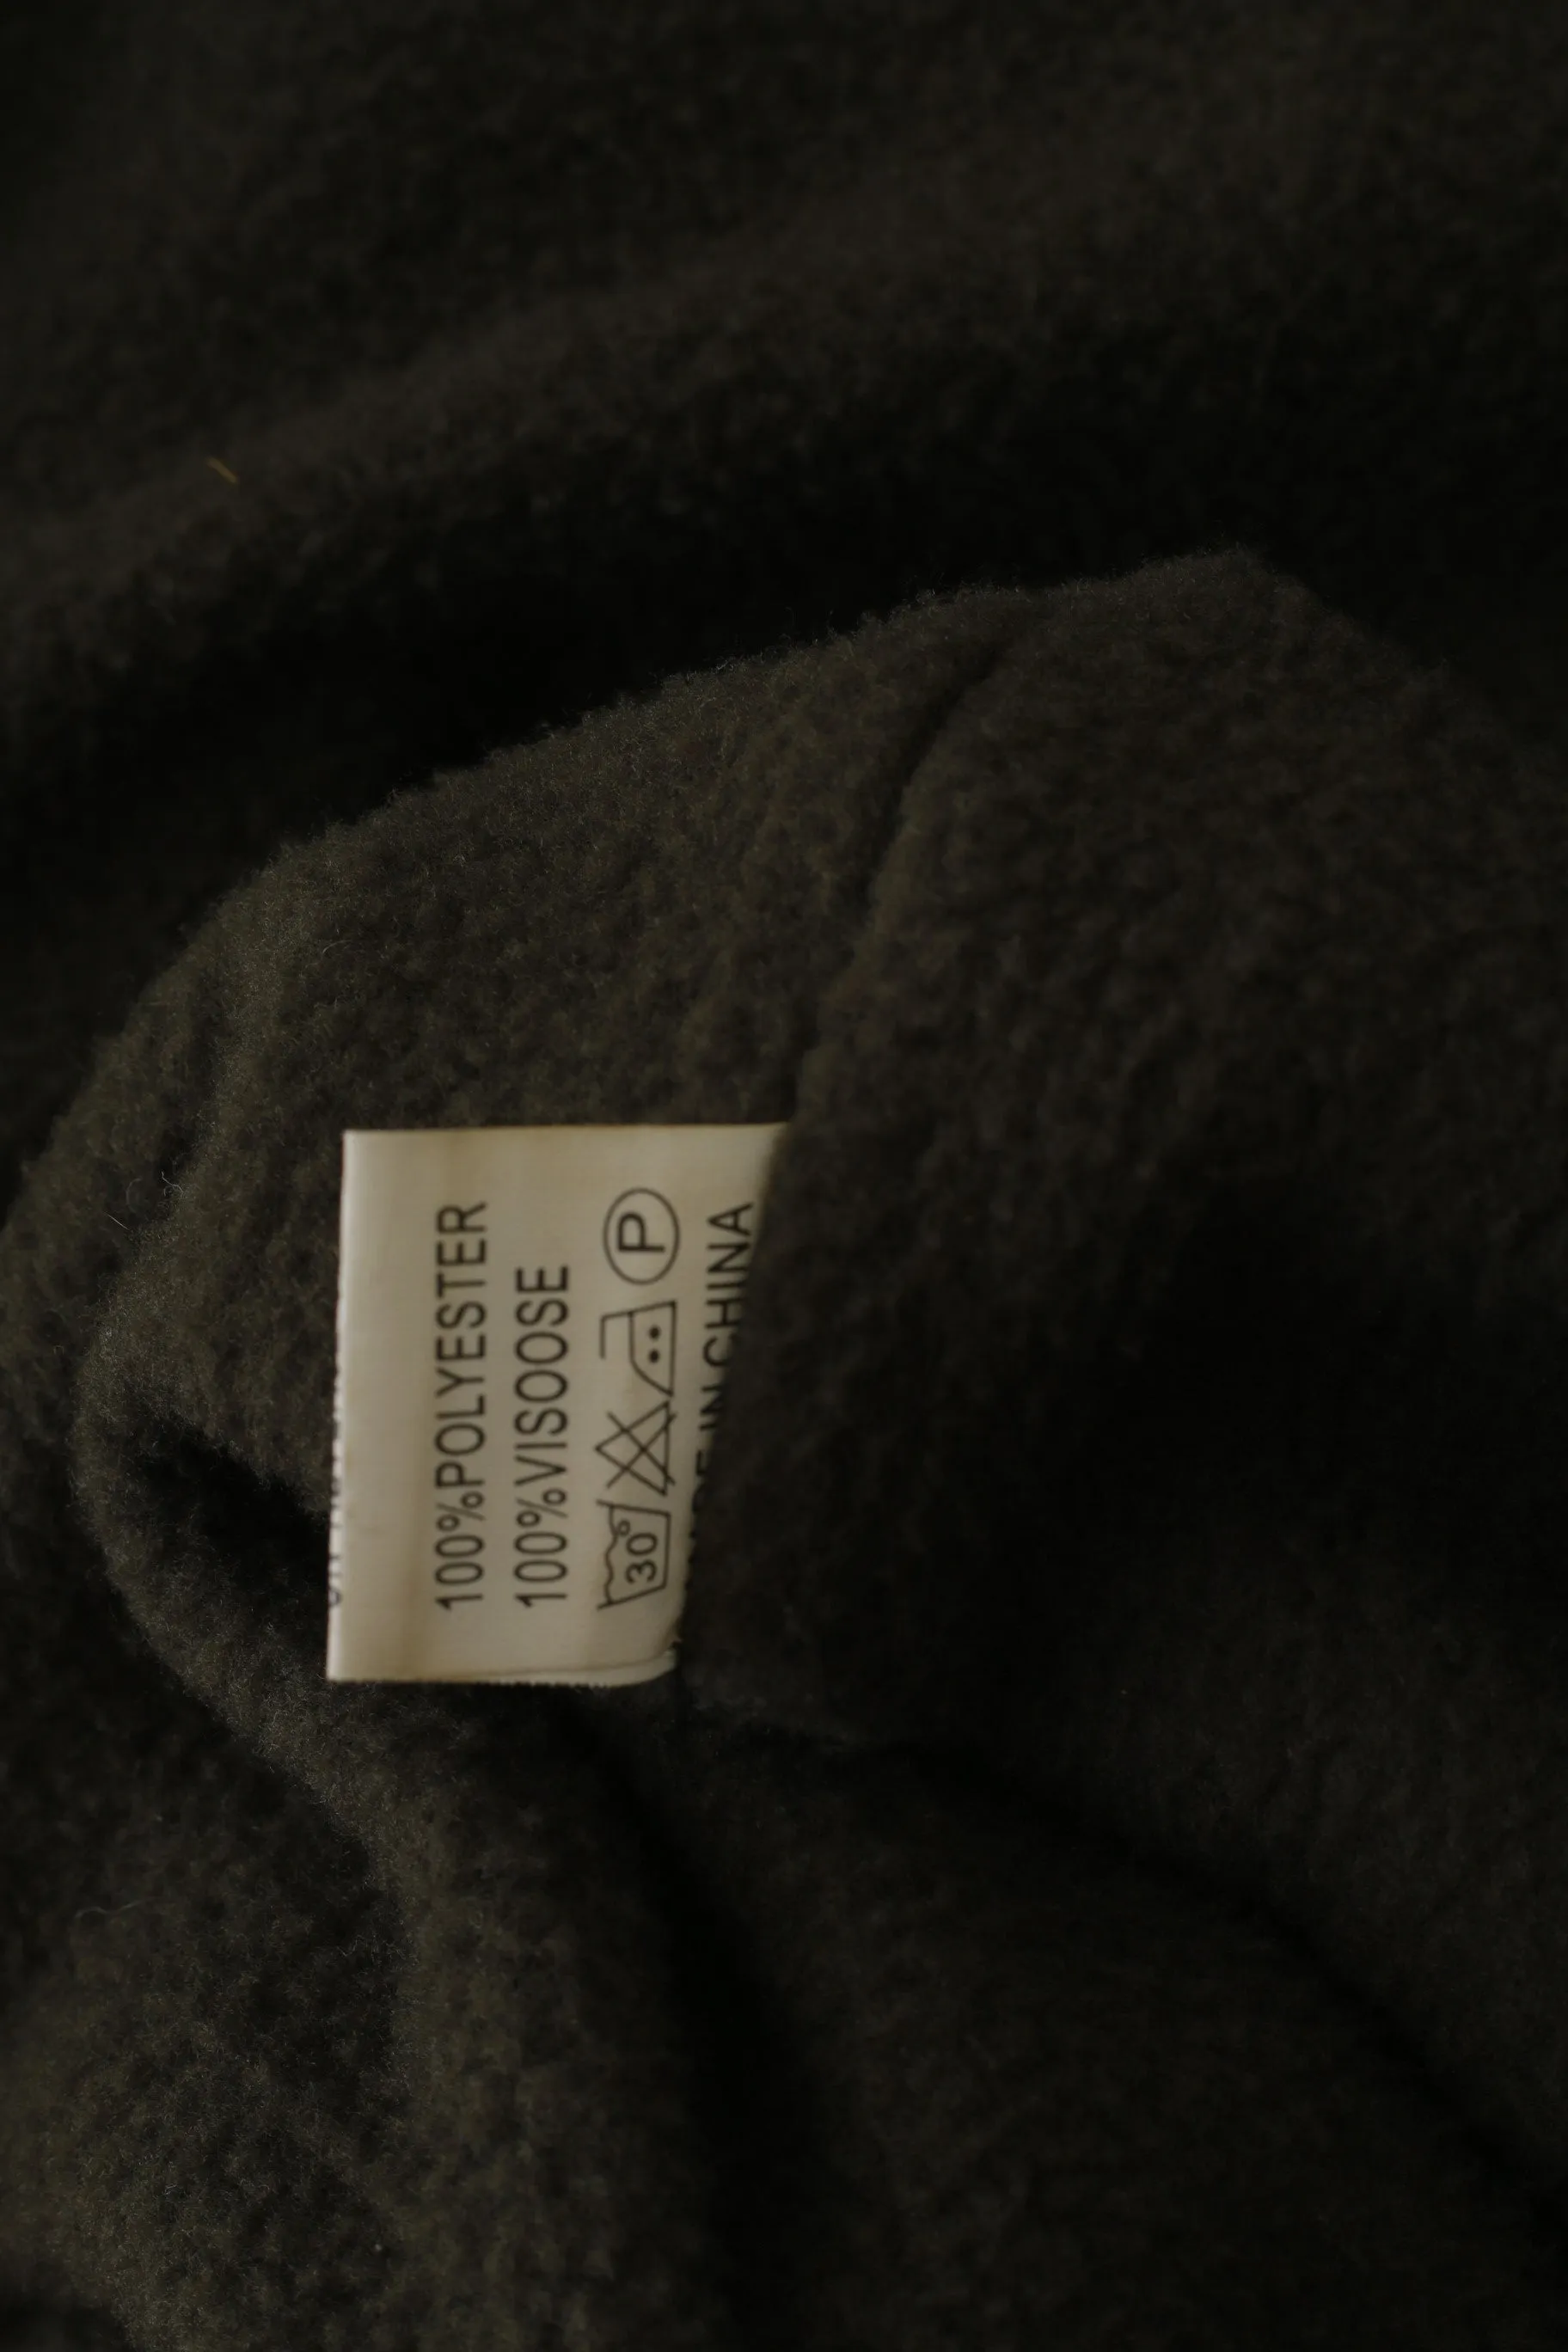 100%POLYESTER
100%VISOOSE
30° P
IN CHINA